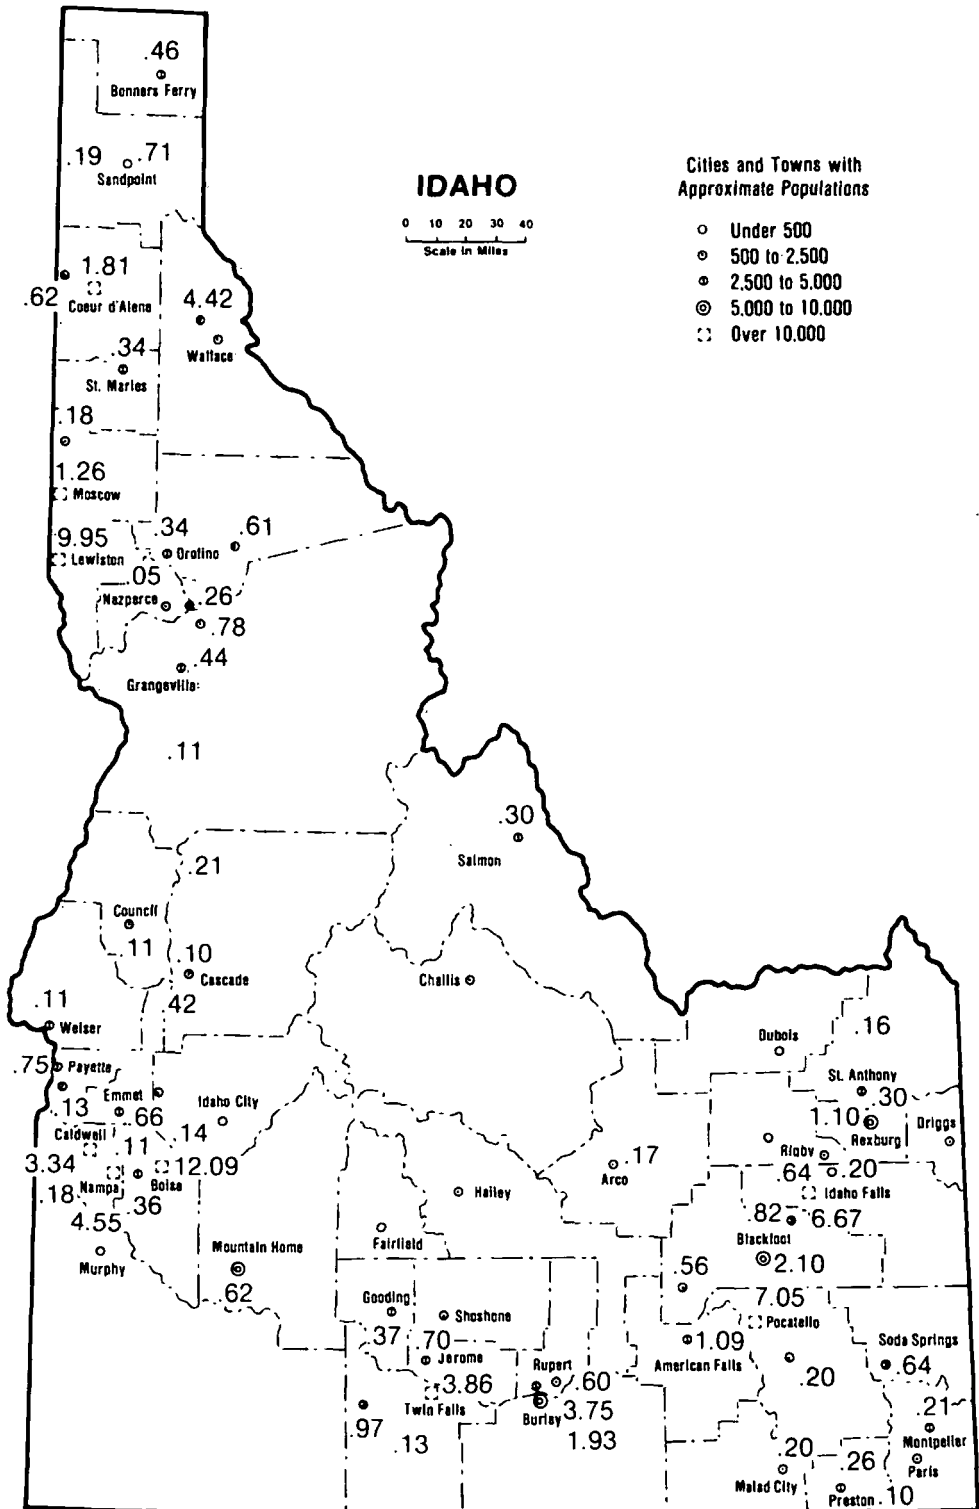 .46
Bonners Ferry
.19 .71
Sandpoint
IDAHO
0 10 20 30 40
Scale in Miles
Cities and Towns with
Approximate Populations
Under 500
500 to 2.500
2,500 to 5.000
5.000 to 10.000
Over 10.000
1.81
.62 Coeur d'Alene
4.42
Wallace
.34
St. Maries
.18
1.26
Moscow
9.95
Lewiston
.34
Orofino
.61
.05
Nezperce
.26
.78
.44
Grangeville
.11
.30
Salmon
.21
Council
.11
.10
Cascade
.42
Challis
.11
Weiser
.75 Payette
.13
Emmet
.66
Idaho City
.14
Caldwell
3.34
.11
Nampa
Boise
12.09
.18
.36
4.55
Murphy
Mountain Home
.62
Hailey
Fairfield
Arco
.17
Dubois
.16
St. Anthony
.30
1.10
Rexburg
Driggs
Rigby
.64 .20
Idaho Falls
.82 6.67
Blackfoot
2.10
.56
7.05
Pocatello
1.09
American Falls
.20
Soda Springs
.64
Gooding
.37
Shoshone
.70
Jerome
3.86
Twin Falls
.97
.13
Rupert
.60
Burley 3.75
1.93
.21
Montpelier
Paris
.20
Malad City
.26
Preston .10